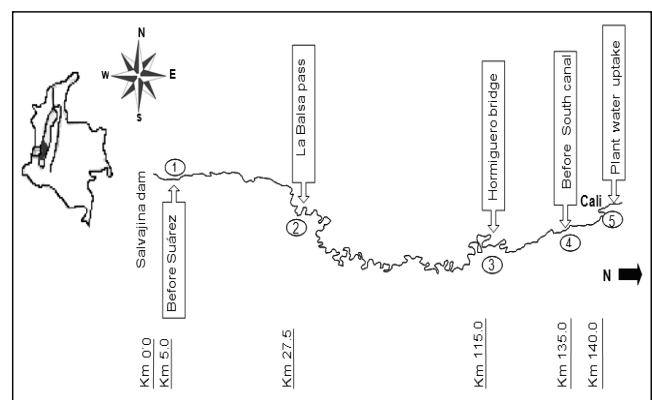 N
W
E
S
La Balsa pass
Hormiguero bridge
Before South canal
Plant water uptake
1
Salvajina dam
Before Suárez
2
3
4
Cali
5
N
Km 0'0
Km 5.0
Km 27.5
Km 115.0
Km 135.0
Km 140.0